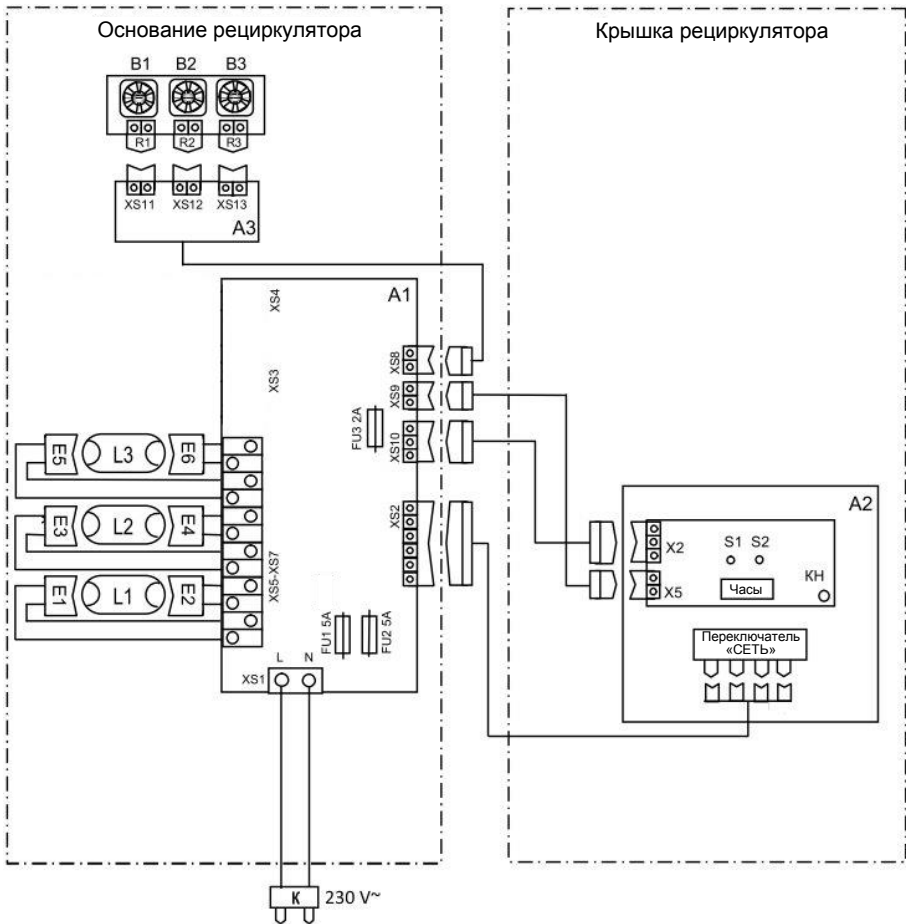 Основание рециркулятора
Крышка рециркулятора
B1 B2 B3
R1 R2 R3
XS11 XS12 XS13
A3
A1
XS4
XS3
XS8
XS9
XS10
XS2
FU3 2A
E5 L3 E6
E3 L2 E4
E1 L1 E2
XS5-XS7
FU1 5A
FU2 5A
L N
XS1
K 230 V~
A2
S1 S2
X2
X5
Часы
КН
Переключатель
«СЕТЬ»